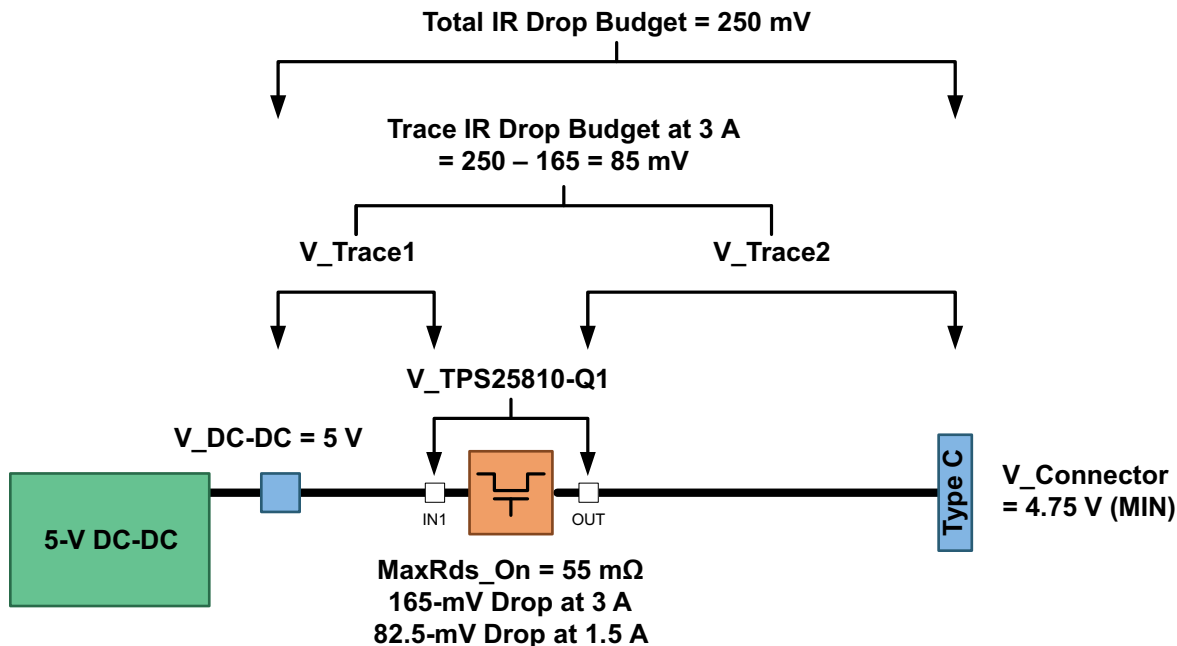 Total IR Drop Budget = 250 mV
Trace IR Drop Budget at 3 A
= 250 – 165 = 85 mV
V_Trace1
V_Trace2
V_TPS25810-Q1
V_DC-DC = 5 V
5-V DC-DC
IN1
OUT
Type C
V_Connector
= 4.75 V (MIN)
MaxRds_On = 55 mΩ
165-mV Drop at 3 A
82.5-mV Drop at 1.5 A